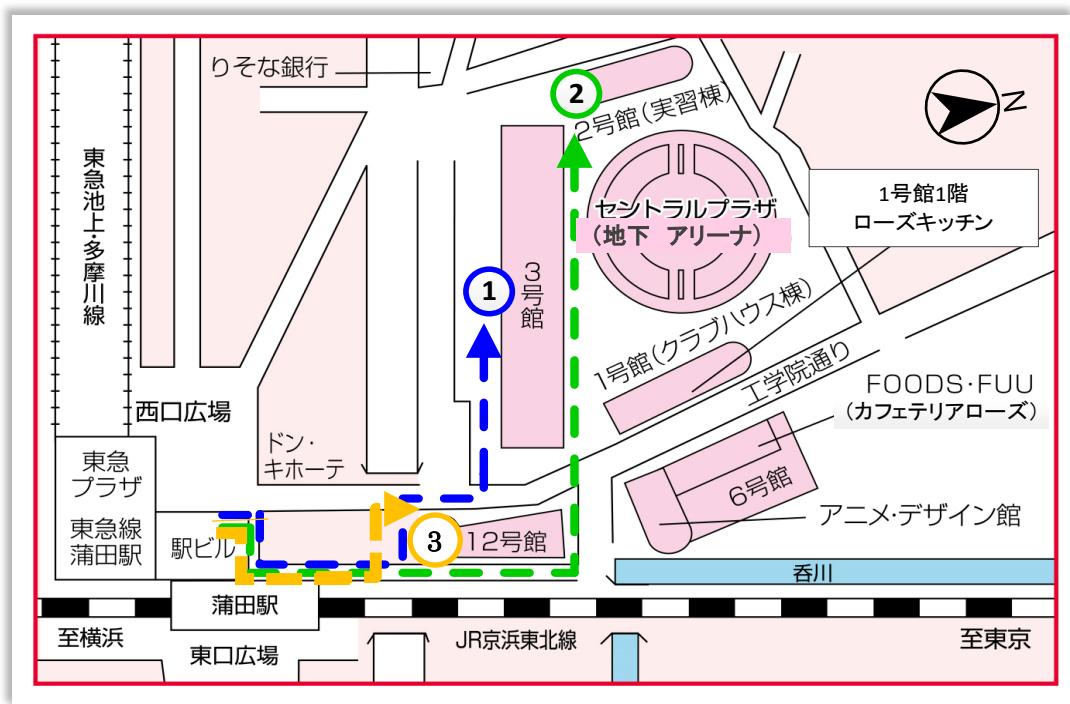 りそな銀行
2
2号館(実習棟)
N
東急池上・多摩川線
セントラルプラザ
(地下 アリーナ)
1号館1階
ローズキッチン
3号館
1
1号館(クラブハウス棟)
工学院通り
FOODS・FUU
(カフェテリアローズ)
西口広場
ドン・
キホーテ
東急
プラザ
6号館
アニメ・デザイン館
東急線
蒲田駅
駅ビル
3
12号館
呑川
蒲田駅
至横浜
JR京浜東北線
至東京
東口広場